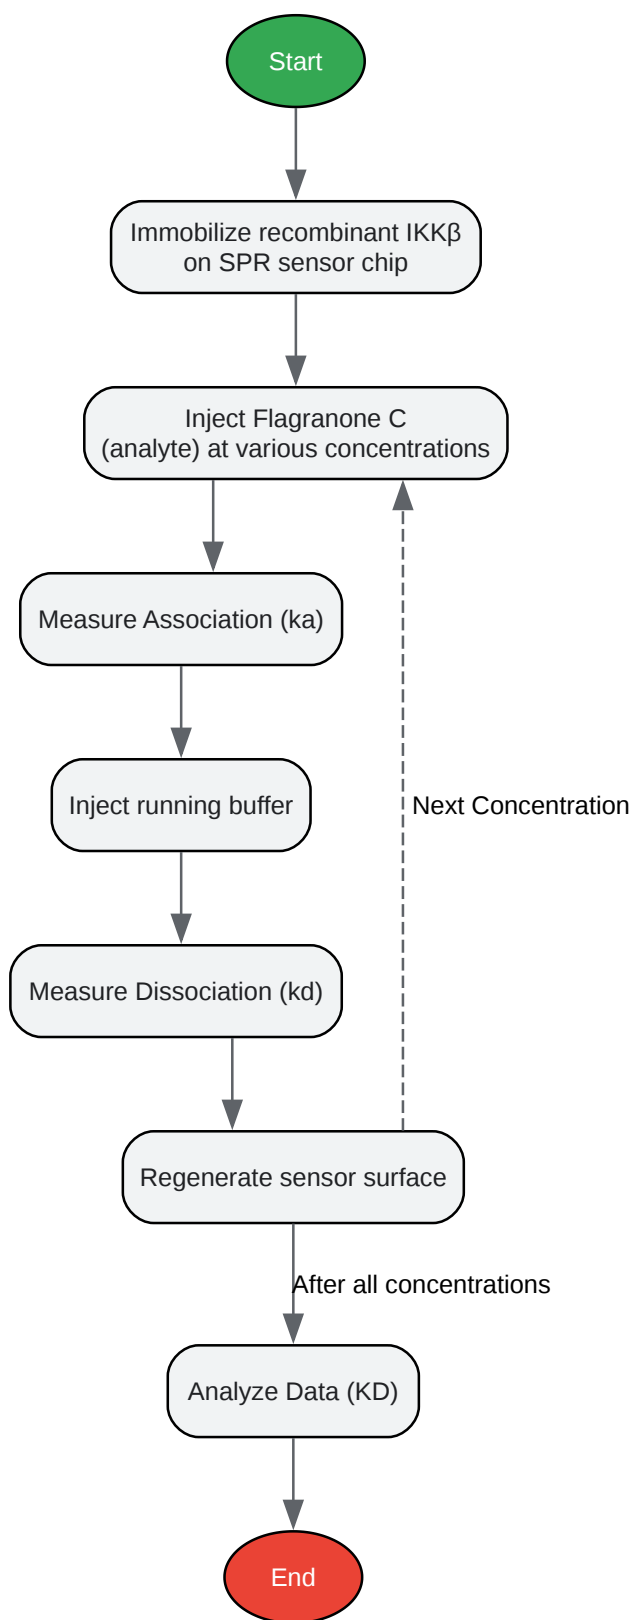 Start
Immobilize recombinant IKKβ
on SPR sensor chip
Inject Flagranone C
(analyte) at various concentrations
Measure Association (ka)
Inject running buffer
Next Concentration
Measure Dissociation (kd)
Regenerate sensor surface
After all concentrations
Analyze Data (KD)
End